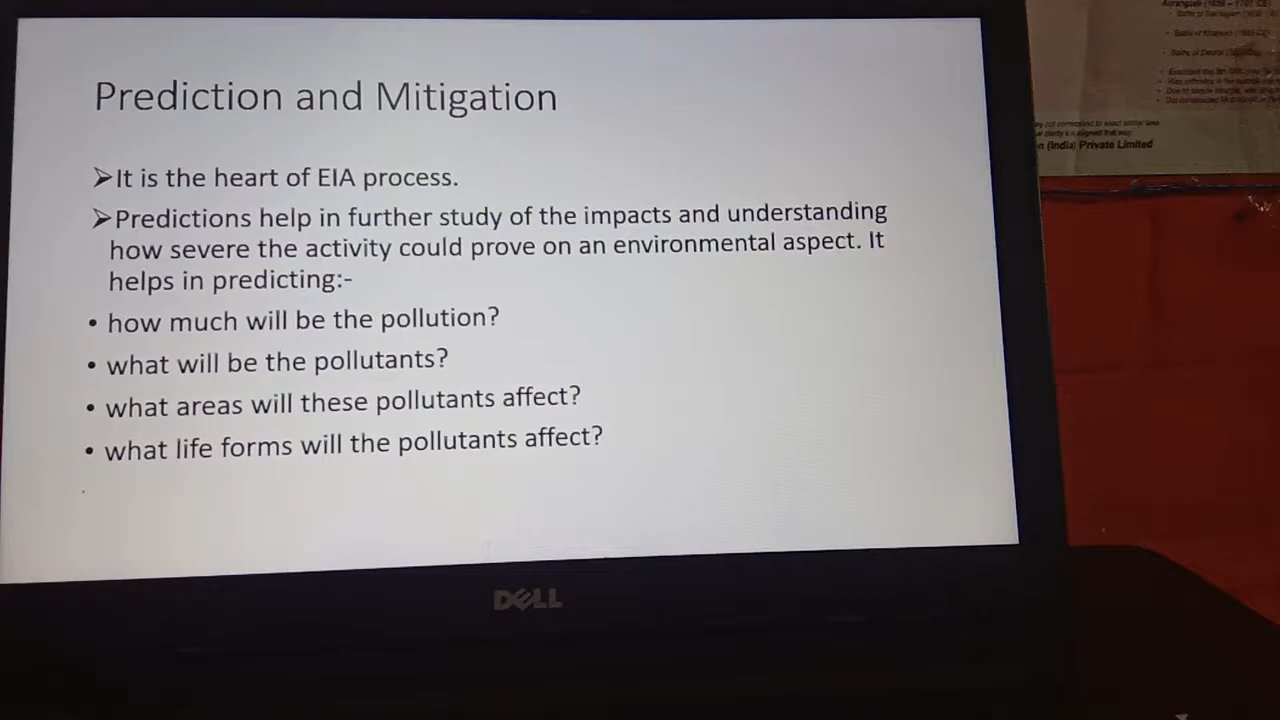 Prediction and Mitigation
➢It is the heart of EIA process.
➢Predictions help in further study of the impacts and understanding
how severe the activity could prove on an environmental aspect. It
helps in predicting:-
• how much will be the pollution?
• what will be the pollutants?
• what areas will these pollutants affect?
• what life forms will the pollutants affect?
DELL
n (India) Private Limited